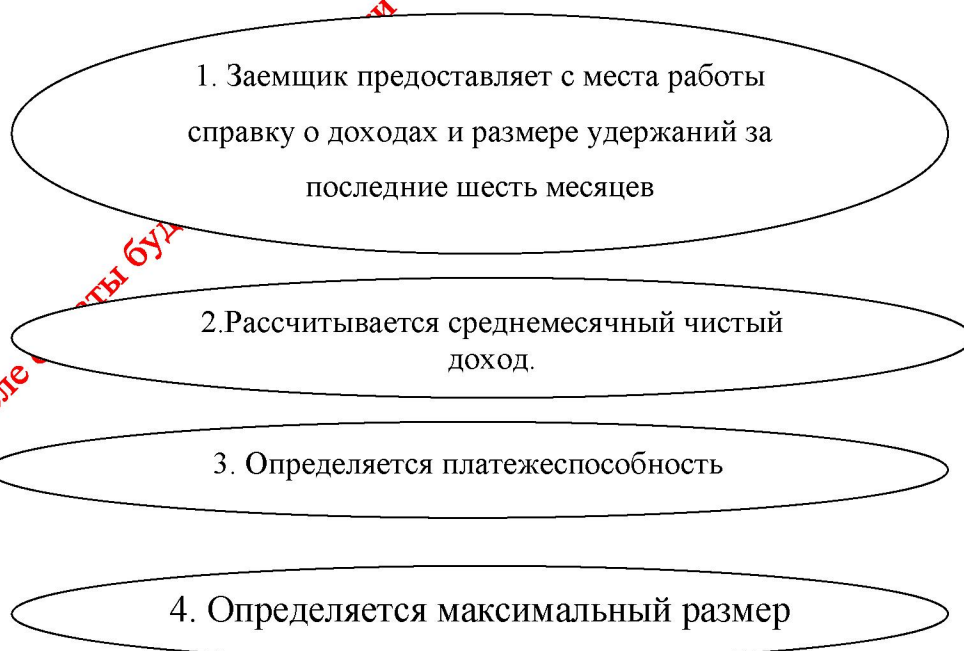 1. Заемщик предоставляет с места работы
справку о доходах и размере удержаний за
последние шесть месяцев
2.Рассчитывается среднемесячный чистый
доход.
3. Определяется платежеспособность
4. Определяется максимальный размер